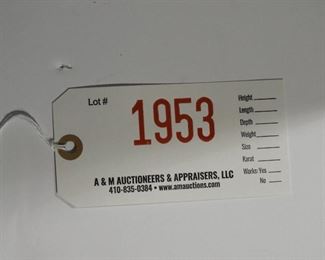 Lot #
1953
Height
Length
Depth
Weight
Size
Karat
Works: Yes
No
A & M AUCTIONEERS & APPRAISERS, LLC
410-835-0384 • www.amauctions.com